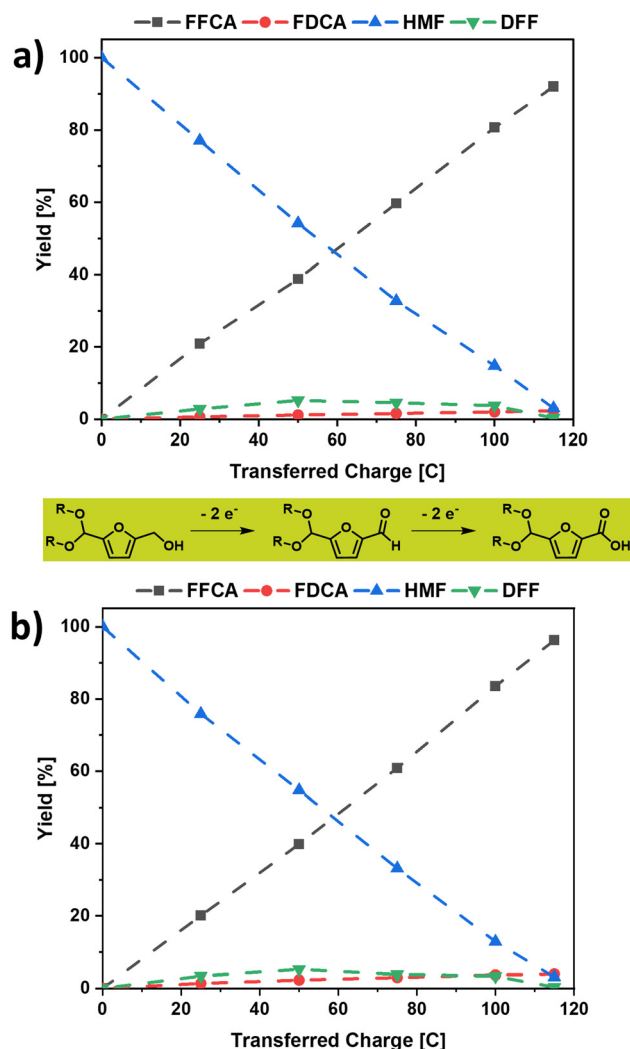 FFCA FDCA HMF DFF
a)
100
80
60
40
20
0
Yield [%]
0 20 40 60 80 100 120
Transferred Charge [C]
R O O - 2 e⁻ R O O O - 2 e⁻ R O O O
R O OH R O H R O OH
FFCA FDCA HMF DFF
b)
100
80
60
40
20
0
Yield [%]
0 20 40 60 80 100 120
Transferred Charge [C]